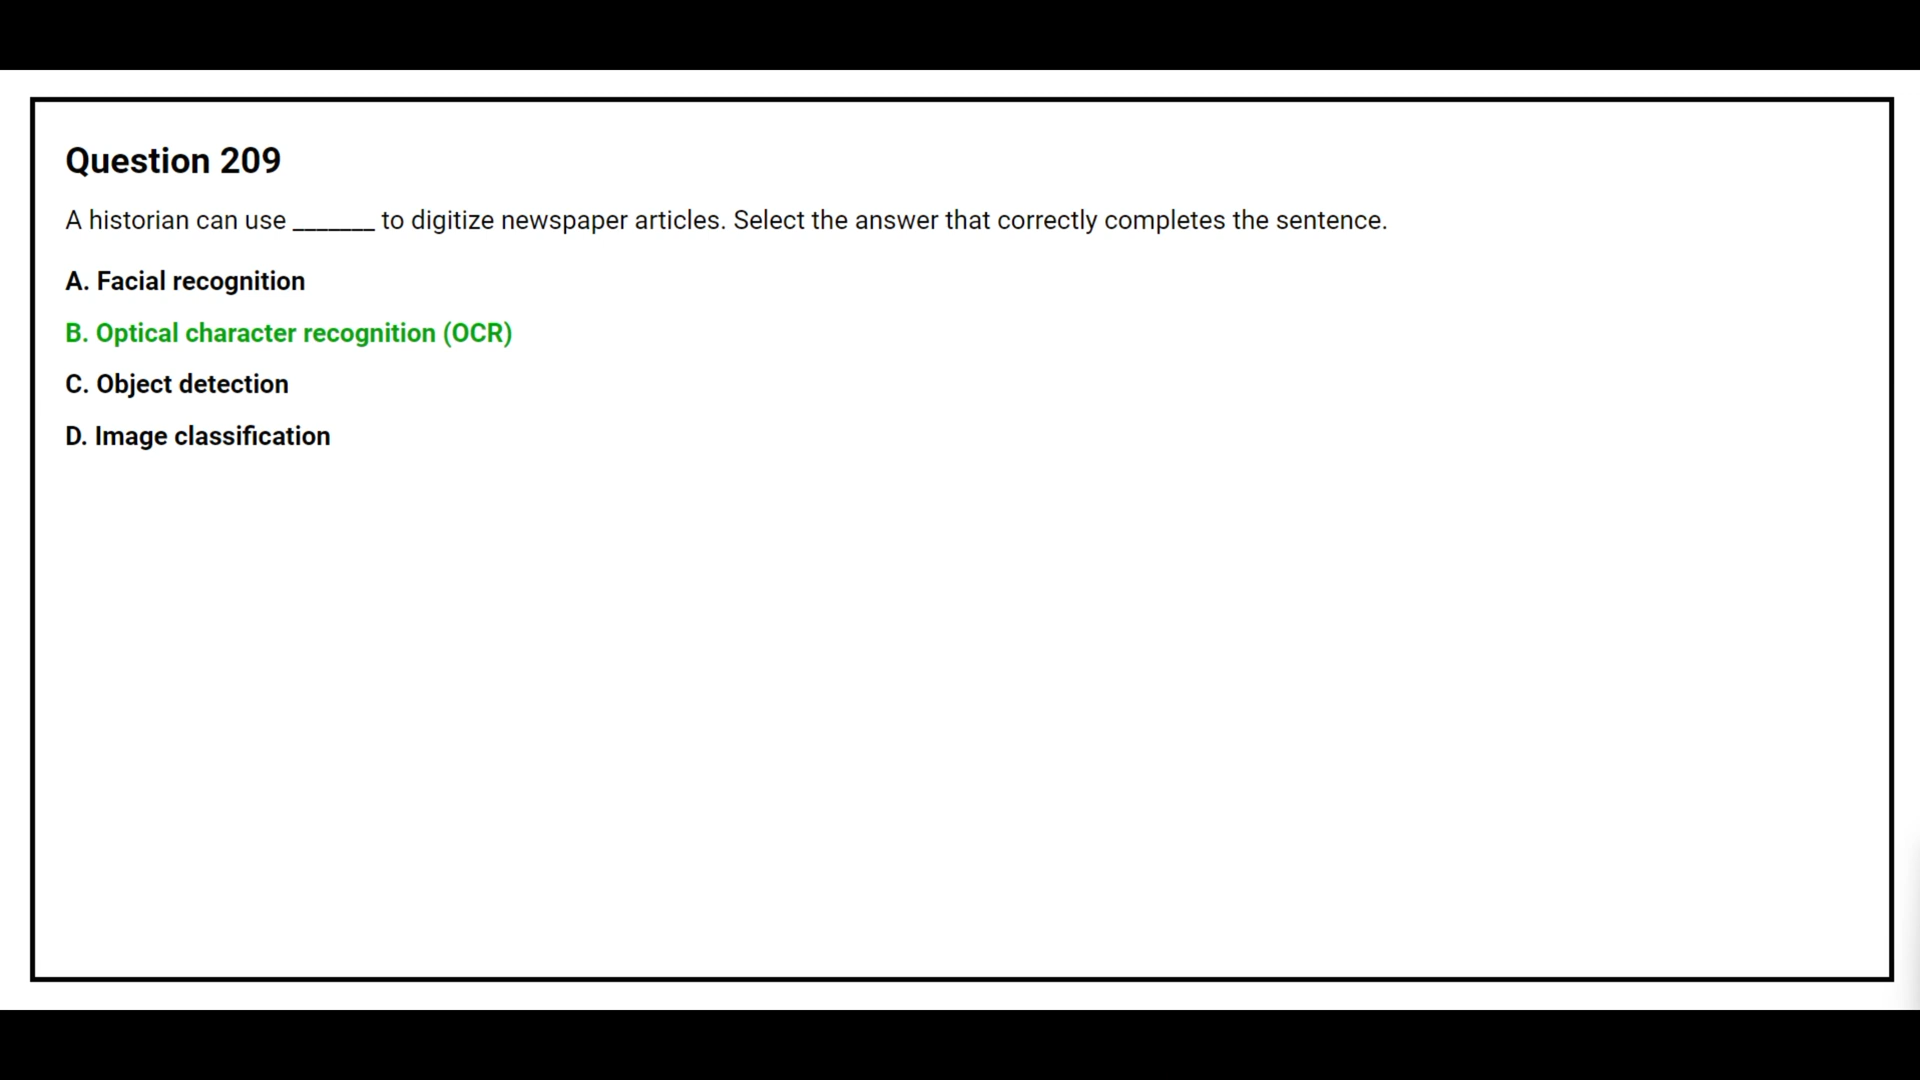 Question 209
A historian can use _______ to digitize newspaper articles. Select the answer that correctly completes the sentence.
A. Facial recognition
B. Optical character recognition (OCR)
C. Object detection
D. Image classification